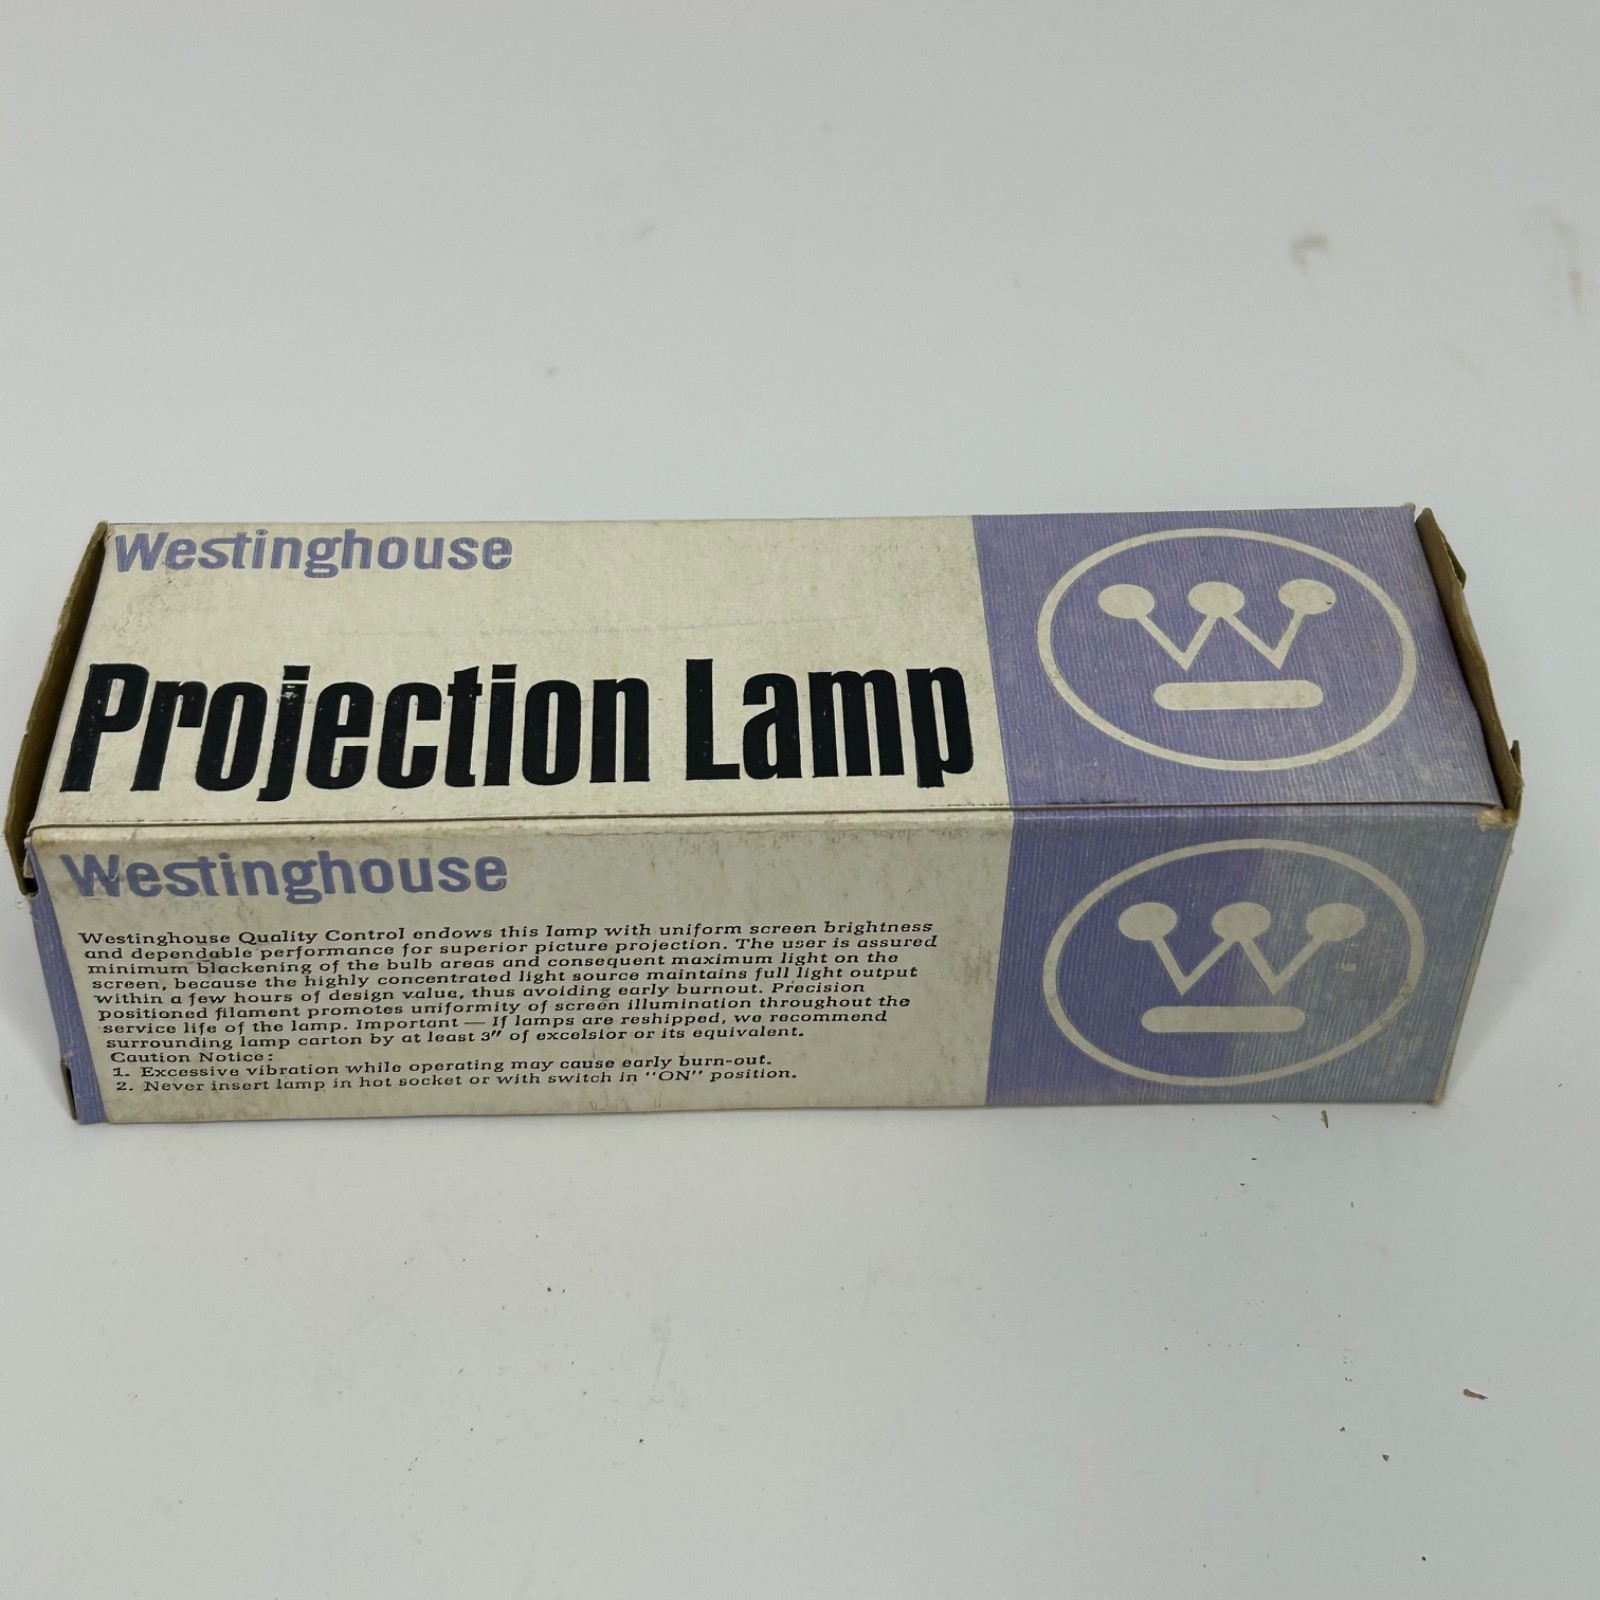 Westinghouse
Projection Lamp
Westinghouse
Westinghouse Quality Control endows this lamp with uniform screen brightness
and dependable performance for superior picture projection. The user is assured
minimum blackening of the bulb areas and consequent maximum light on the
screen, because the highly concentrated light source maintains full light output
within a few hours of design value, thus avoiding early burnout. Precision
positioned filament promotes uniformity of screen illumination throughout the
service life of the lamp. Important — If lamps are reshipped, we recommend
surrounding lamp carton by at least 3" of excelsior or its equivalent.
Caution Notice:
1. Excessive vibration while operating may cause early burn-out.
2. Never insert lamp in hot socket or with switch in "ON" position.